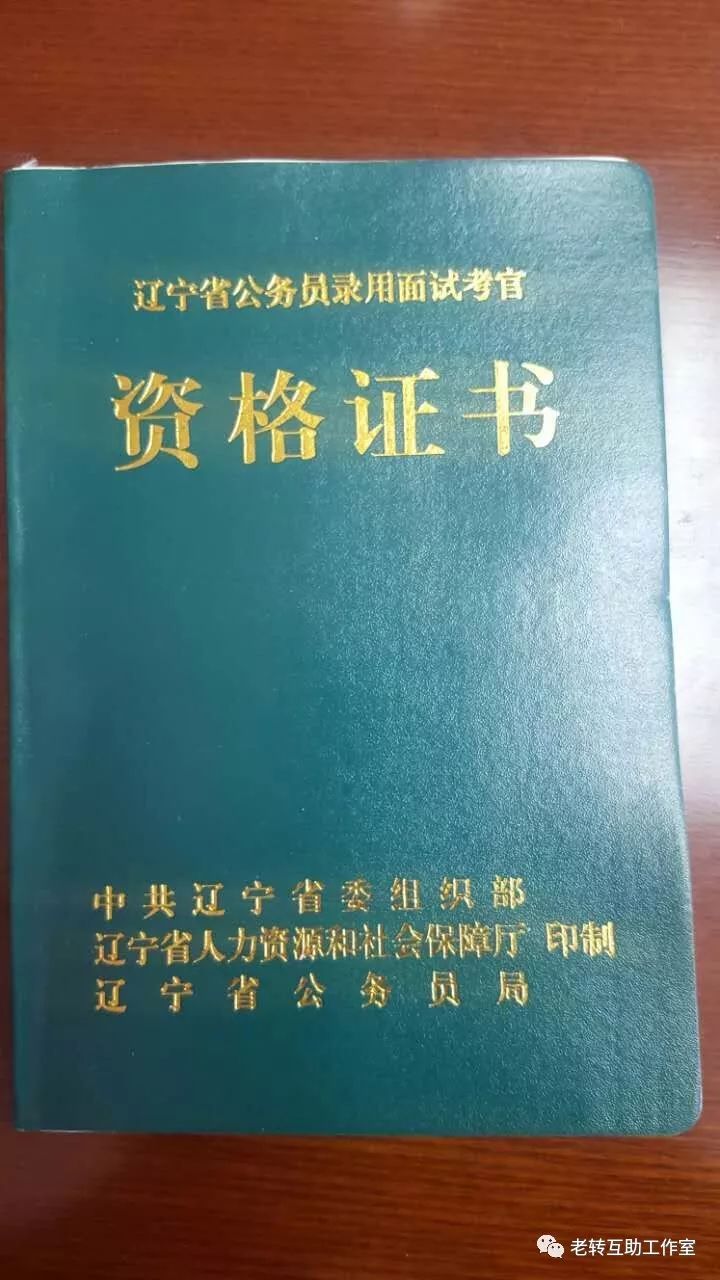 辽宁省公务员录用面试考官
资格证书
中共辽宁省委组织部
辽宁省人力资源和社会保障厅 印制
辽宁省公务员局
老转互助工作室